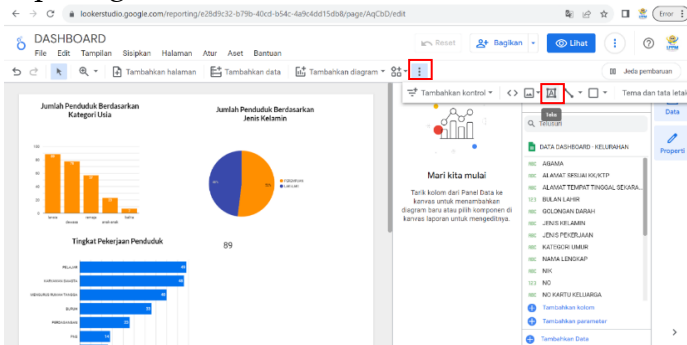 lookerstudio.google.com/reporting/e28d9c32-b79b-40cd-b54c-4a9c4dd15db8/page/AqCbD/edit
Error
DASHBOARD
File Edit Tampilan Sisipkan Halaman Atur Aset Bantuan
Reset
Bagikan
Lihat
Tambahkan halaman
Tambahkan data
Tambahkan diagram
Jeda pembaruan
Tambahkan kontrol
Tema dan tata letak
teks
Jumlah Penduduk Berdasarkan
Kategori Usia
Jumlah Penduduk Berdasarkan
Jenis Kelamin
Tingkat Pekerjaan Penduduk
89
PELAJAR
BURUH
Mari kita mulai
Tarik kolom dari Panel Data ke
kanvas untuk menambahkan
diagram baru atau pilih komponen di
kanvas laporan untuk mengeditnya.
Data
Properti
DATA DASHBOARD - KELURAHAN
AGAMA
ALAMAT SESUAI KK/KTP
ALAMAT TEMPAT TINGGAL SEKARA...
BULAN LAHIR
GOLONGAN DARAH
JENIS KELAMIN
JENIS PEKERJAAN
KATEGORI UMUR
NAMA LENGKAP
NIK
NO
NO KARTU KELUARGA
Tambahkan kolom
Tambahkan parameter
Tambahkan Data